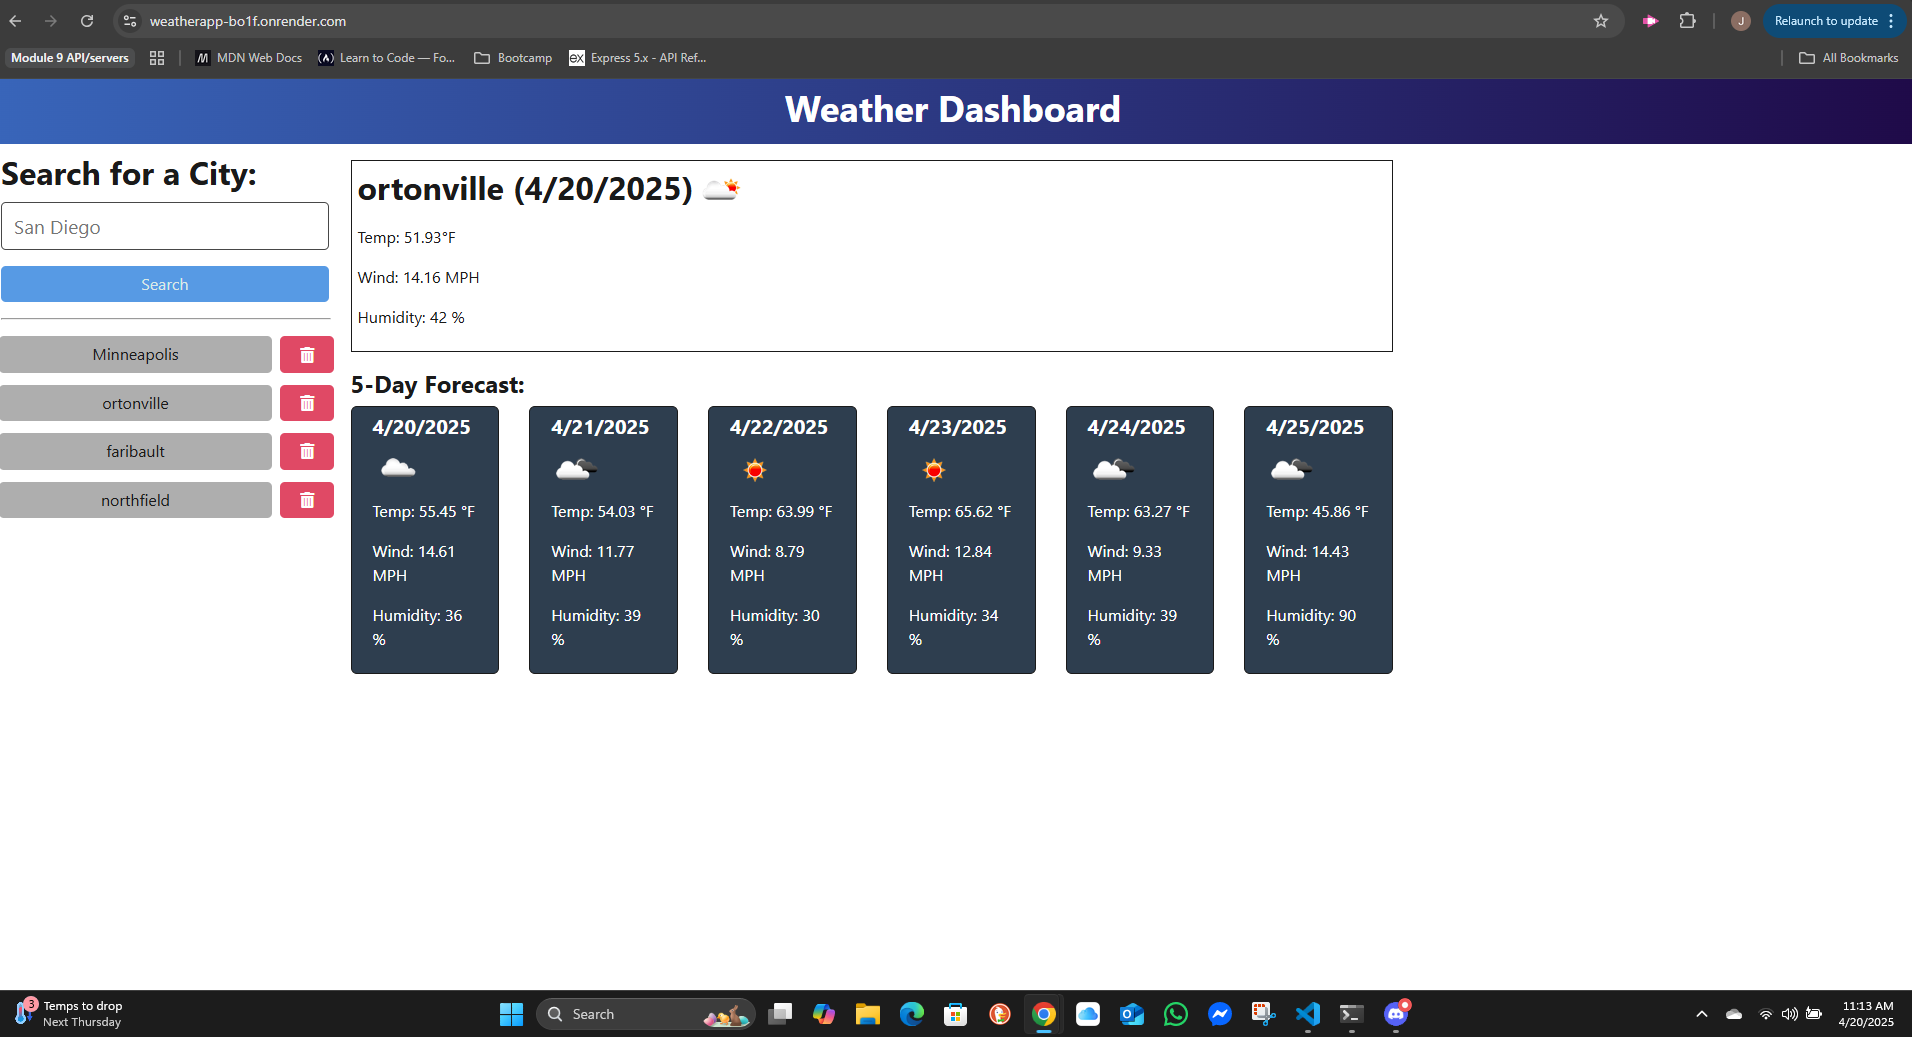 weatherapp-bo1f.onrender.com
J
Relaunch to update
Module 9 API/servers
MDN Web Docs
Learn to Code — Fo...
Bootcamp
ex
Express 5.x - API Ref...
All Bookmarks
Weather Dashboard
Search for a City:
San Diego
Search
Minneapolis
ortonville
faribault
northfield
ortonville (4/20/2025)
Temp: 51.93°F
Wind: 14.16 MPH
Humidity: 42 %
5-Day Forecast:
4/20/2025
Temp: 55.45 °F
Wind: 14.61
MPH
Humidity: 36
%
4/21/2025
Temp: 54.03 °F
Wind: 11.77
MPH
Humidity: 39
%
4/22/2025
Temp: 63.99 °F
Wind: 8.79
MPH
Humidity: 30
%
4/23/2025
Temp: 65.62 °F
Wind: 12.84
MPH
Humidity: 34
%
4/24/2025
Temp: 63.27 °F
Wind: 9.33
MPH
Humidity: 39
%
4/25/2025
Temp: 45.86 °F
Wind: 14.43
MPH
Humidity: 90
%
3
Temps to drop
Next Thursday
Search
11:13 AM
4/20/2025